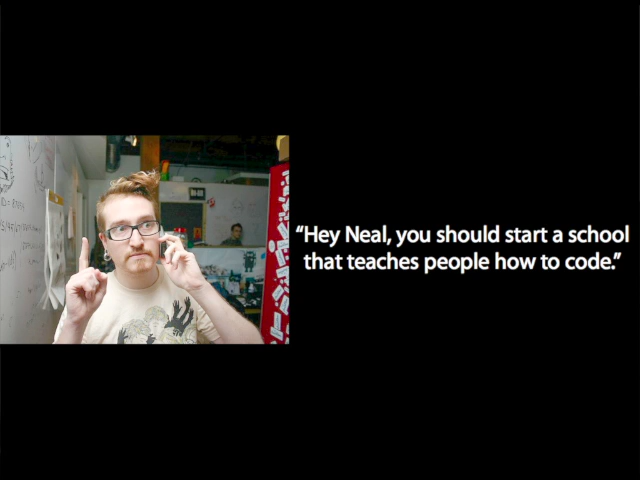 “Hey Neal, you should start a school
that teaches people how to code.”